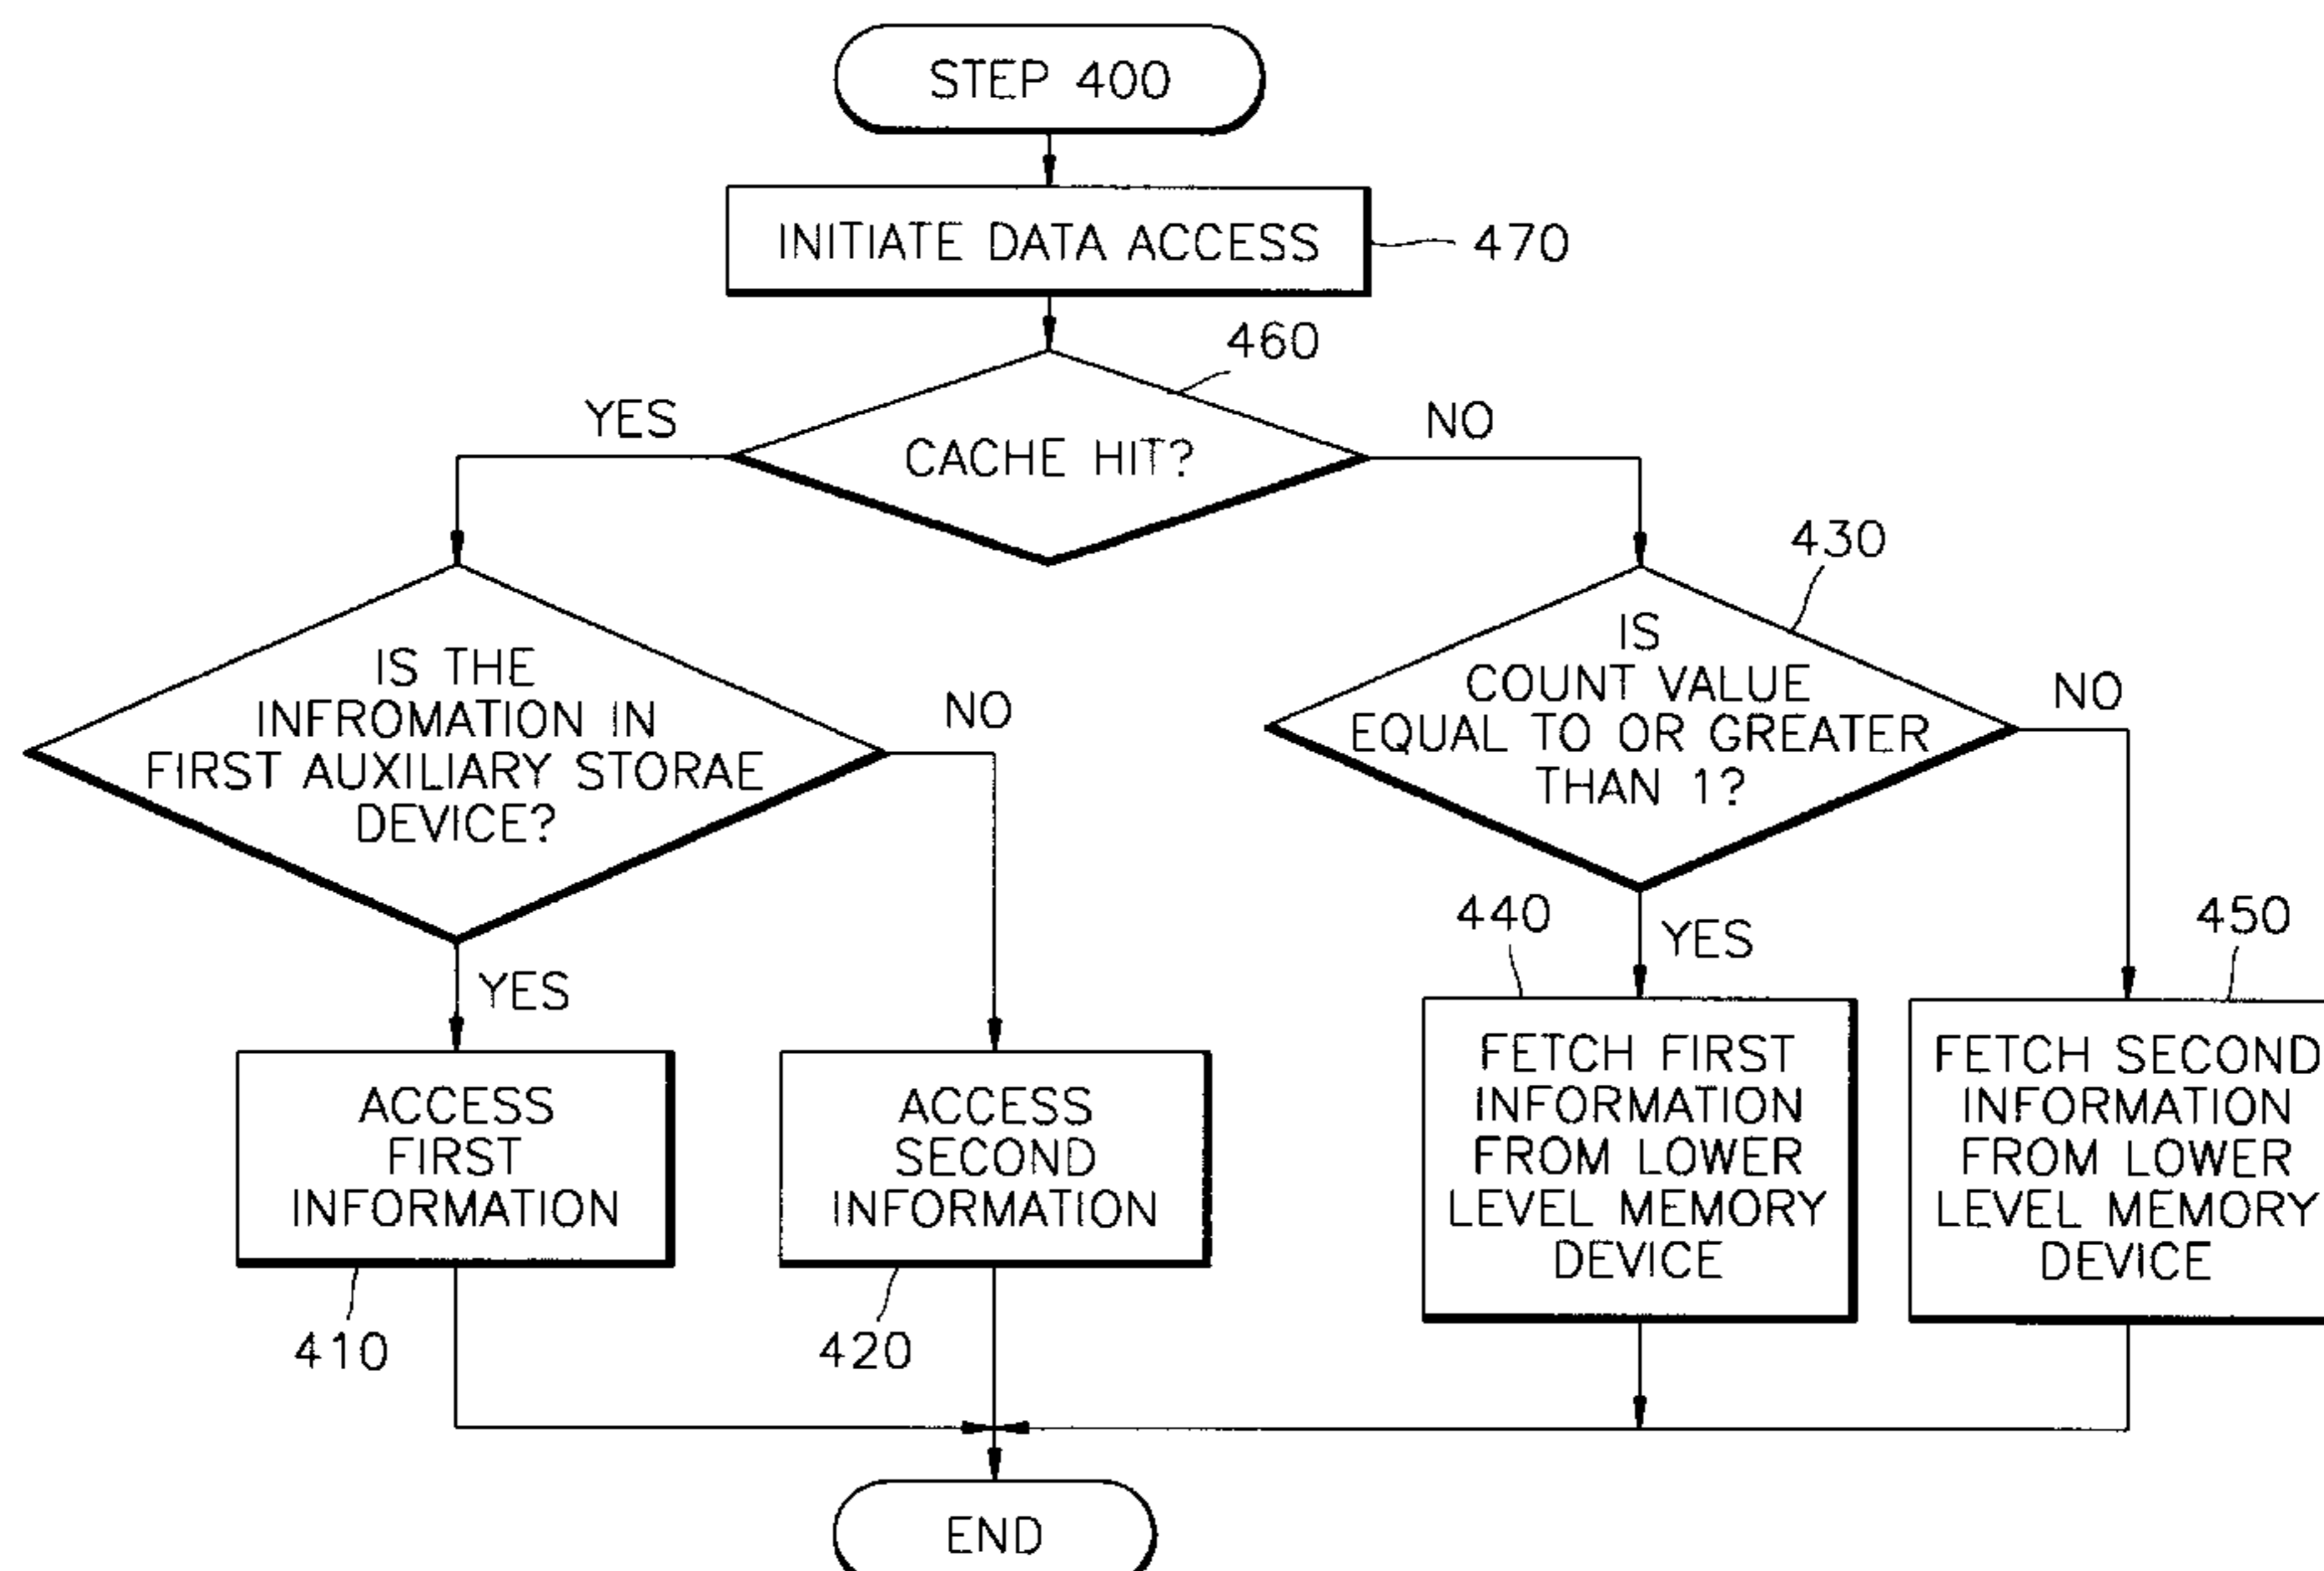 STEP 400
INITIATE DATA ACCESS
470
460
YES
CACHE HIT?
NO
430
IS THE
INFROMATION IN
FIRST AUXILIARY STORAE
DEVICE?
NO
YES
IS
COUNT VALUE
EQUAL TO OR GREATER
THAN 1?
NO
YES
ACCESS
FIRST
INFORMATION
410
ACCESS
SECOND
INFORMATION
420
440
FETCH FIRST
INFORMATION
FROM LOWER
LEVEL MEMORY
DEVICE
450
FETCH SECOND
INFORMATION
FROM LOWER
LEVEL MEMORY
DEVICE
END